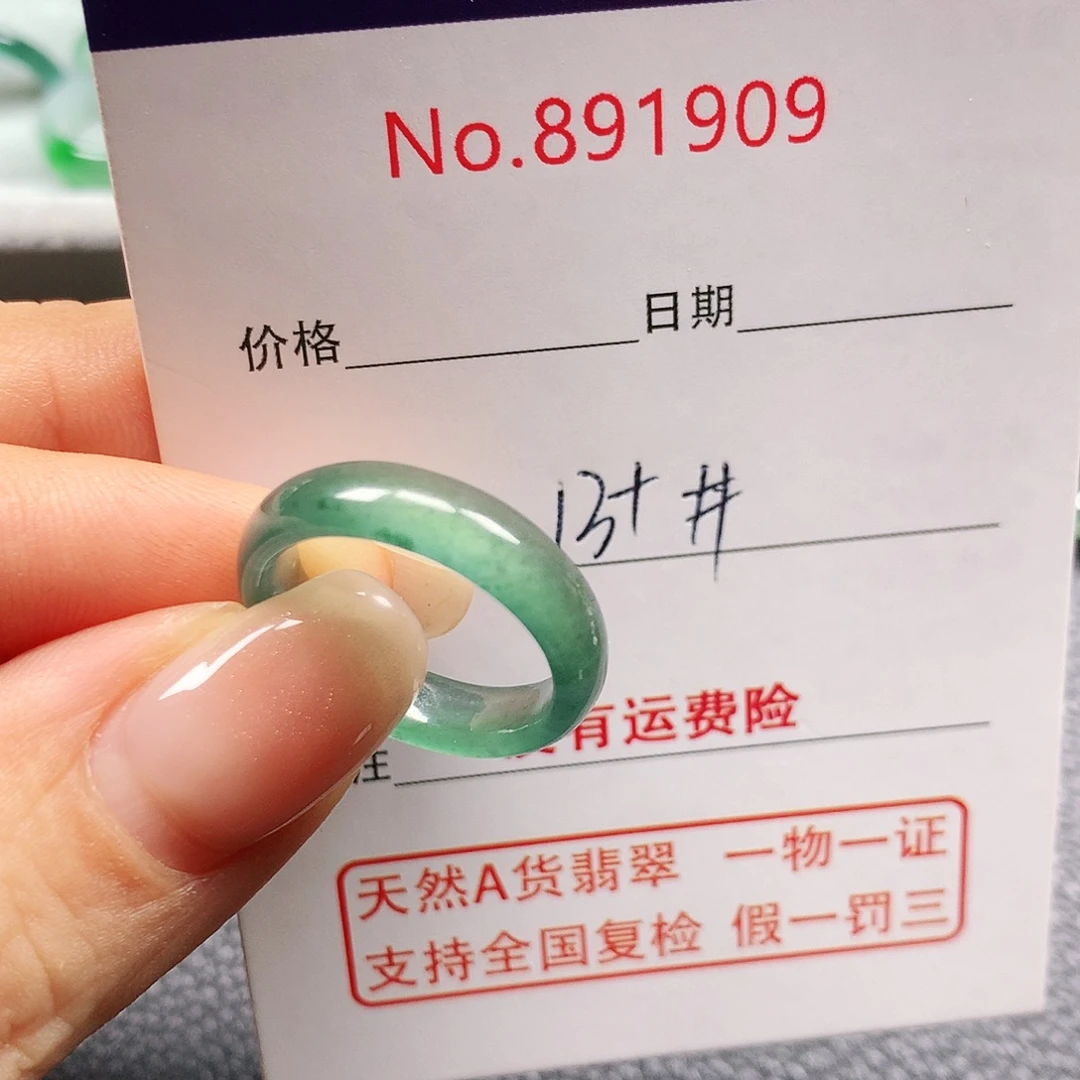 No.891909
价格 日期
13+ #
有运费险
注
天然A货翡翠 一物一证
支持全国复检 假一罚三